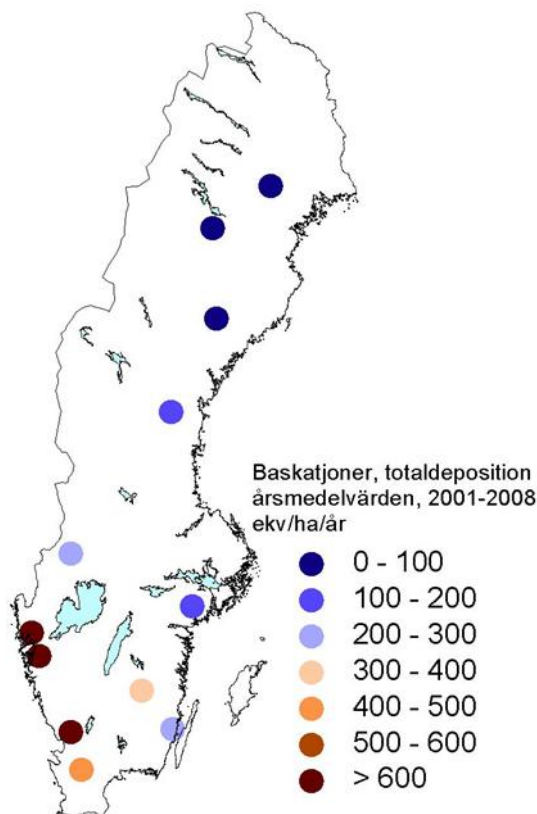 Baskatjoner, totaldeposition
årsmedelvärden, 2001-2008
ekv/ha/år
0 - 100
100 - 200
200 - 300
300 - 400
400 - 500
500 - 600
> 600